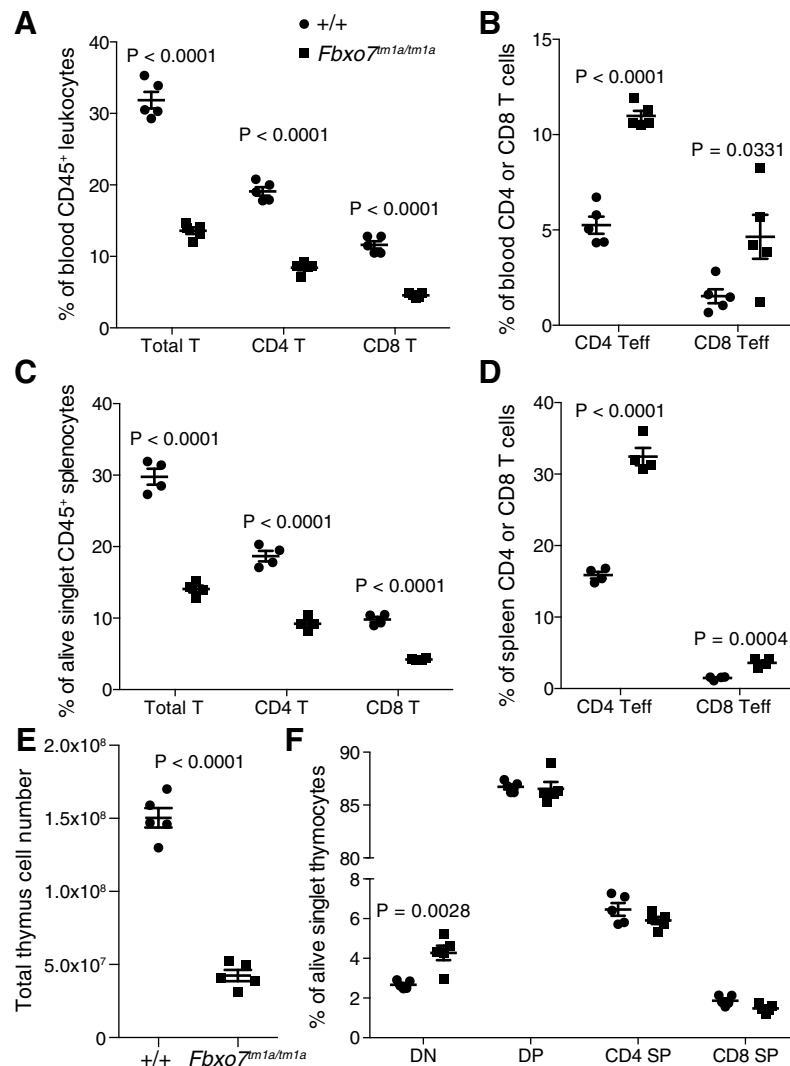 A
+/+
Fbxo7tm1a/tm1a
% of blood CD45+ leukocytes
40
30
20
10
0
P < 0.0001
P < 0.0001
P < 0.0001
Total T
CD4 T
CD8 T
B
% of blood CD4 or CD8 T cells
15
10
5
0
P < 0.0001
P = 0.0331
CD4 Teff
CD8 Teff
C
% of alive singlet CD45+ splenocytes
40
30
20
10
0
P < 0.0001
P < 0.0001
P < 0.0001
Total T
CD4 T
CD8 T
D
% of spleen CD4 or CD8 T cells
40
30
20
10
0
P < 0.0001
P = 0.0004
CD4 Teff
CD8 Teff
E
Total thymus cell number
2.0x10⁸
1.5x10⁸
1.0x10⁸
5.0x10⁷
0
P < 0.0001
+/+
Fbxo7tm1a/tm1a
F
% of alive singlet thymocytes
90
85
80
8
6
4
2
0
P = 0.0028
DN
DP
CD4 SP
CD8 SP